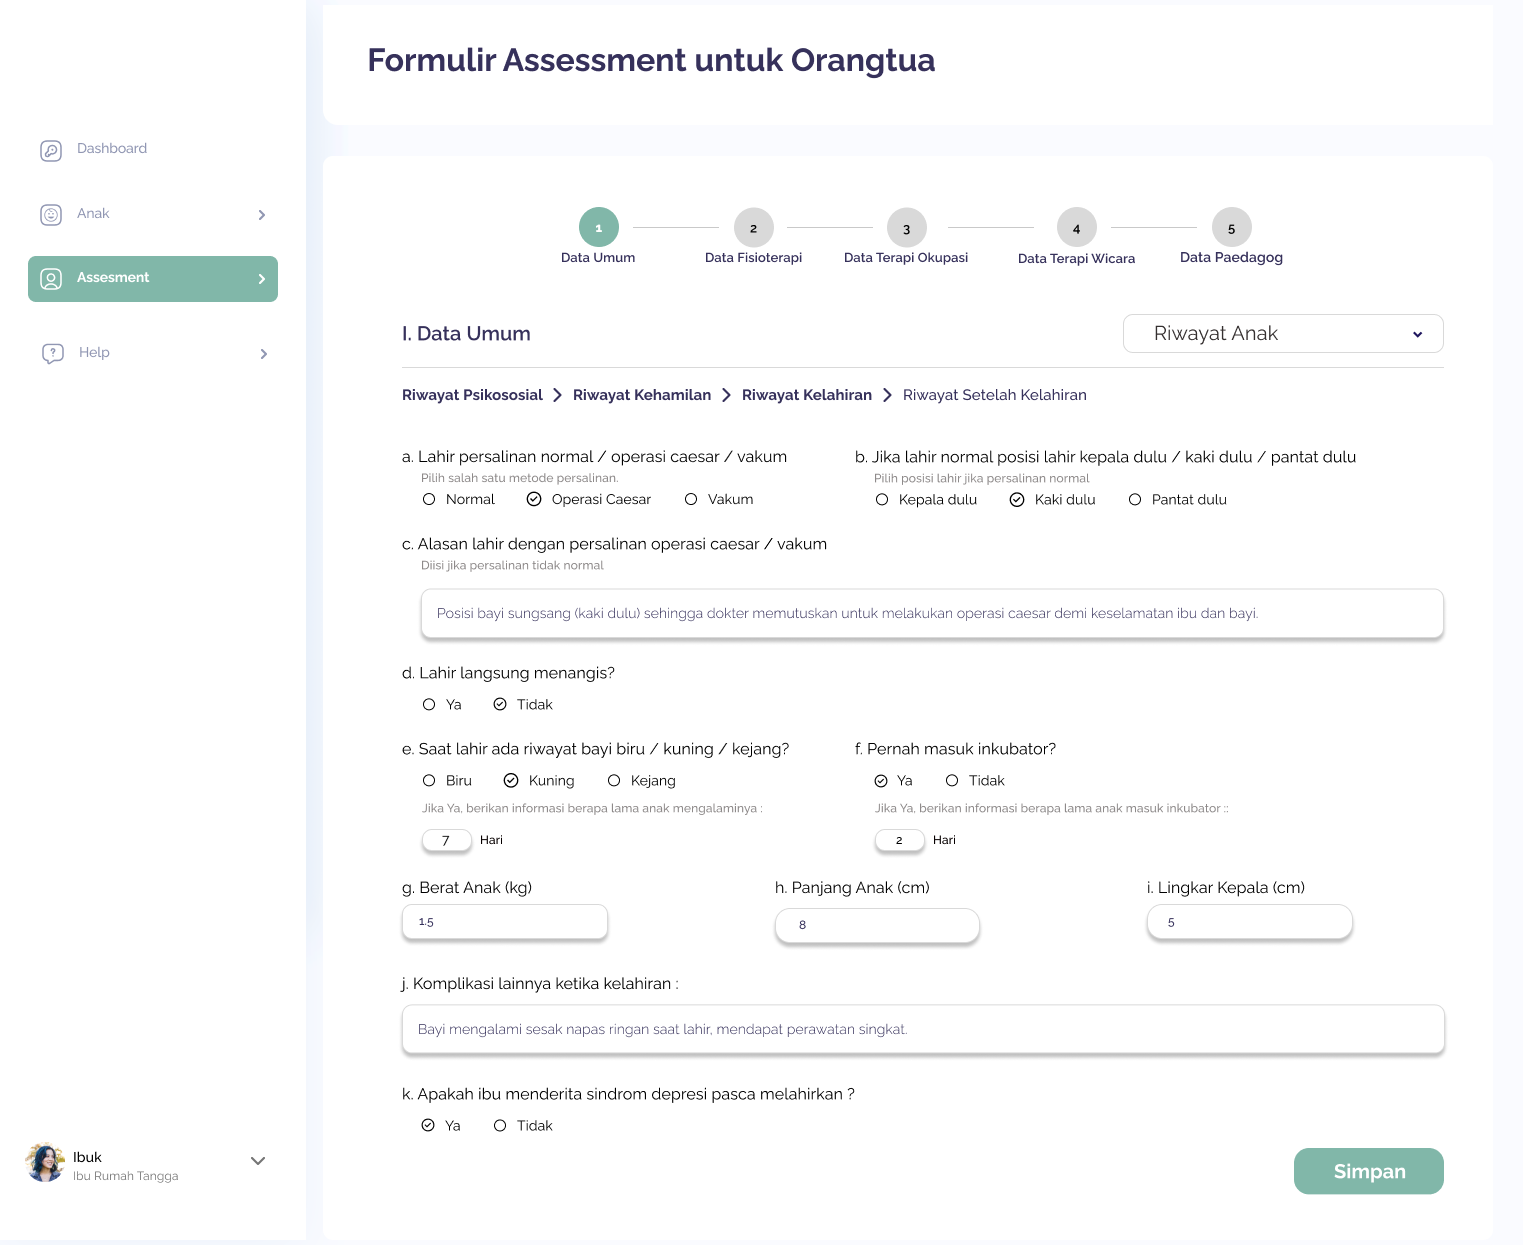 Formulir Assessment untuk Orangtua
Dashboard
Anak
Assesment
Help
1
2
3
4
5
Data Umum
Data Fisioterapi
Data Terapi Okupasi
Data Terapi Wicara
Data Paedagog
I. Data Umum
Riwayat Anak
Riwayat Psikososial > Riwayat Kehamilan > Riwayat Kelahiran > Riwayat Setelah Kelahiran
a. Lahir persalinan normal / operasi caesar / vakum
Pilih salah satu metode persalinan.
Normal Operasi Caesar Vakum
b. Jika lahir normal posisi lahir kepala dulu / kaki dulu / pantat dulu
Pilih posisi lahir jika persalinan normal
Kepala dulu Kaki dulu Pantat dulu
c. Alasan lahir dengan persalinan operasi caesar / vakum
Diisi jika persalinan tidak normal
Posisi bayi sungsang (kaki dulu) sehingga dokter memutuskan untuk melakukan operasi caesar demi keselamatan ibu dan bayi.
d. Lahir langsung menangis?
Ya Tidak
e. Saat lahir ada riwayat bayi biru / kuning / kejang?
Biru Kuning Kejang
Jika Ya, berikan informasi berapa lama anak mengalaminya :
7 Hari
f. Pernah masuk inkubator?
Ya Tidak
Jika Ya, berikan informasi berapa lama anak masuk inkubator ::
2 Hari
g. Berat Anak (kg)
1.5
h. Panjang Anak (cm)
8
i. Lingkar Kepala (cm)
5
j. Komplikasi lainnya ketika kelahiran :
Bayi mengalami sesak napas ringan saat lahir, mendapat perawatan singkat.
k. Apakah ibu menderita sindrom depresi pasca melahirkan ?
Ya Tidak
Simpan
Ibuk
Ibu Rumah Tangga